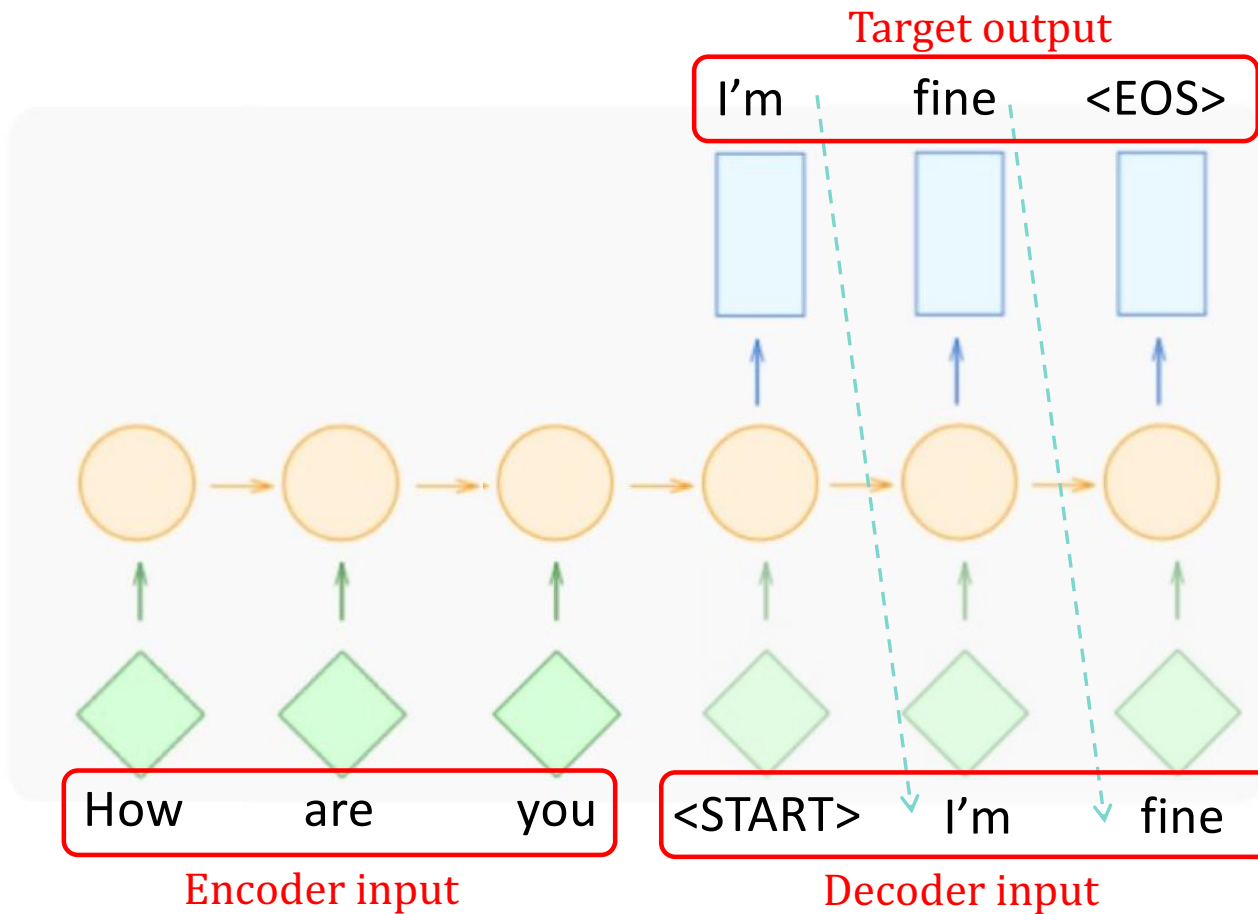 Target output
I’m fine <EOS>
How are you <START> I’m fine
Encoder input Decoder input